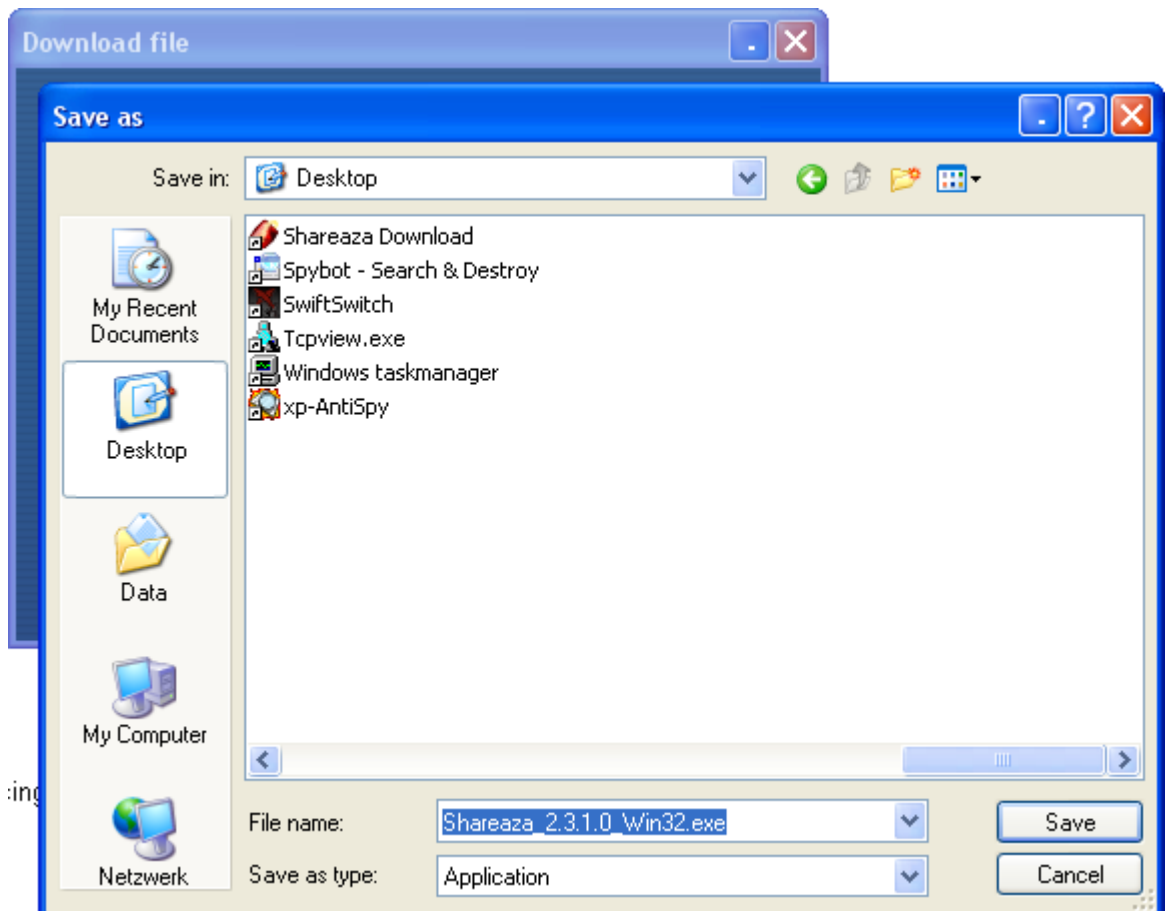 Download file
Save as
Save in:
Desktop
My Recent
Documents
Desktop
Data
My Computer
Netzwerk
Shareaza Download
Spybot - Search & Destroy
SwiftSwitch
Tcpview.exe
Windows taskmanager
xp-AntiSpy
File name:
Shareaza_2.3.1.0_Win32.exe
Save
Save as type:
Application
Cancel